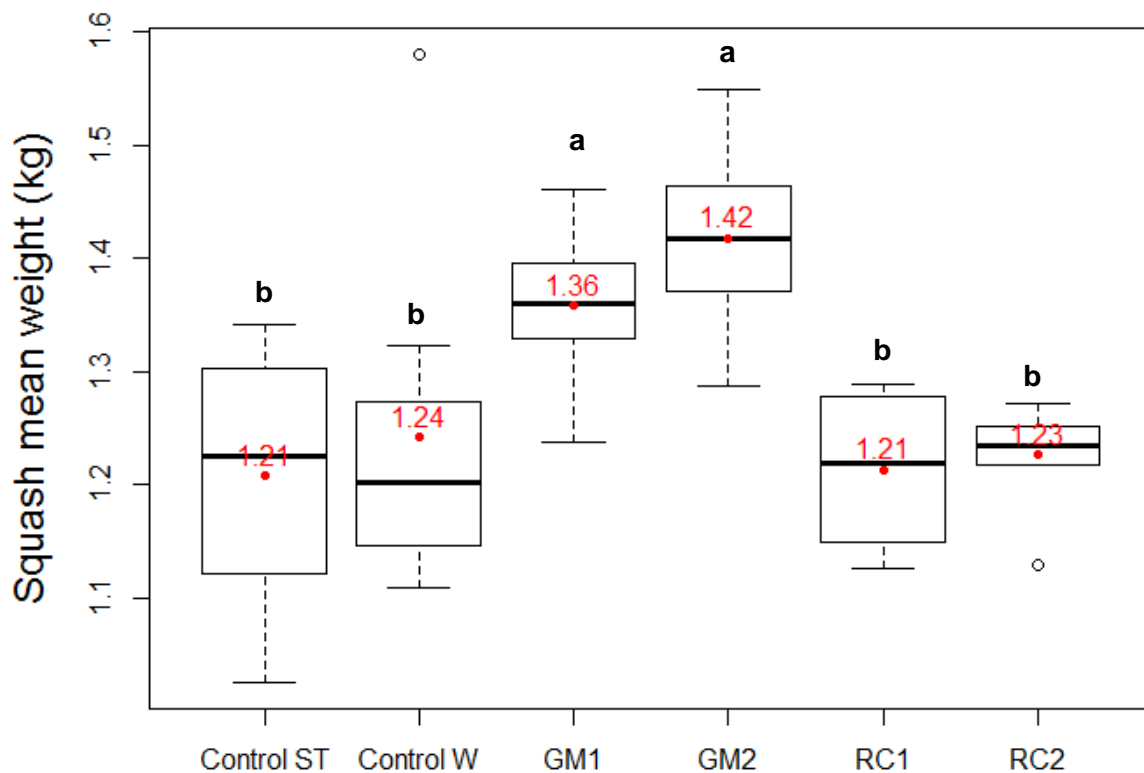 Squash mean weight (kg)
1.6
1.5
1.4
1.3
1.2
1.1
b
1.21
b
1.24
a
1.36
a
1.42
b
1.21
b
1.23
Control ST
Control W
GM1
GM2
RC1
RC2